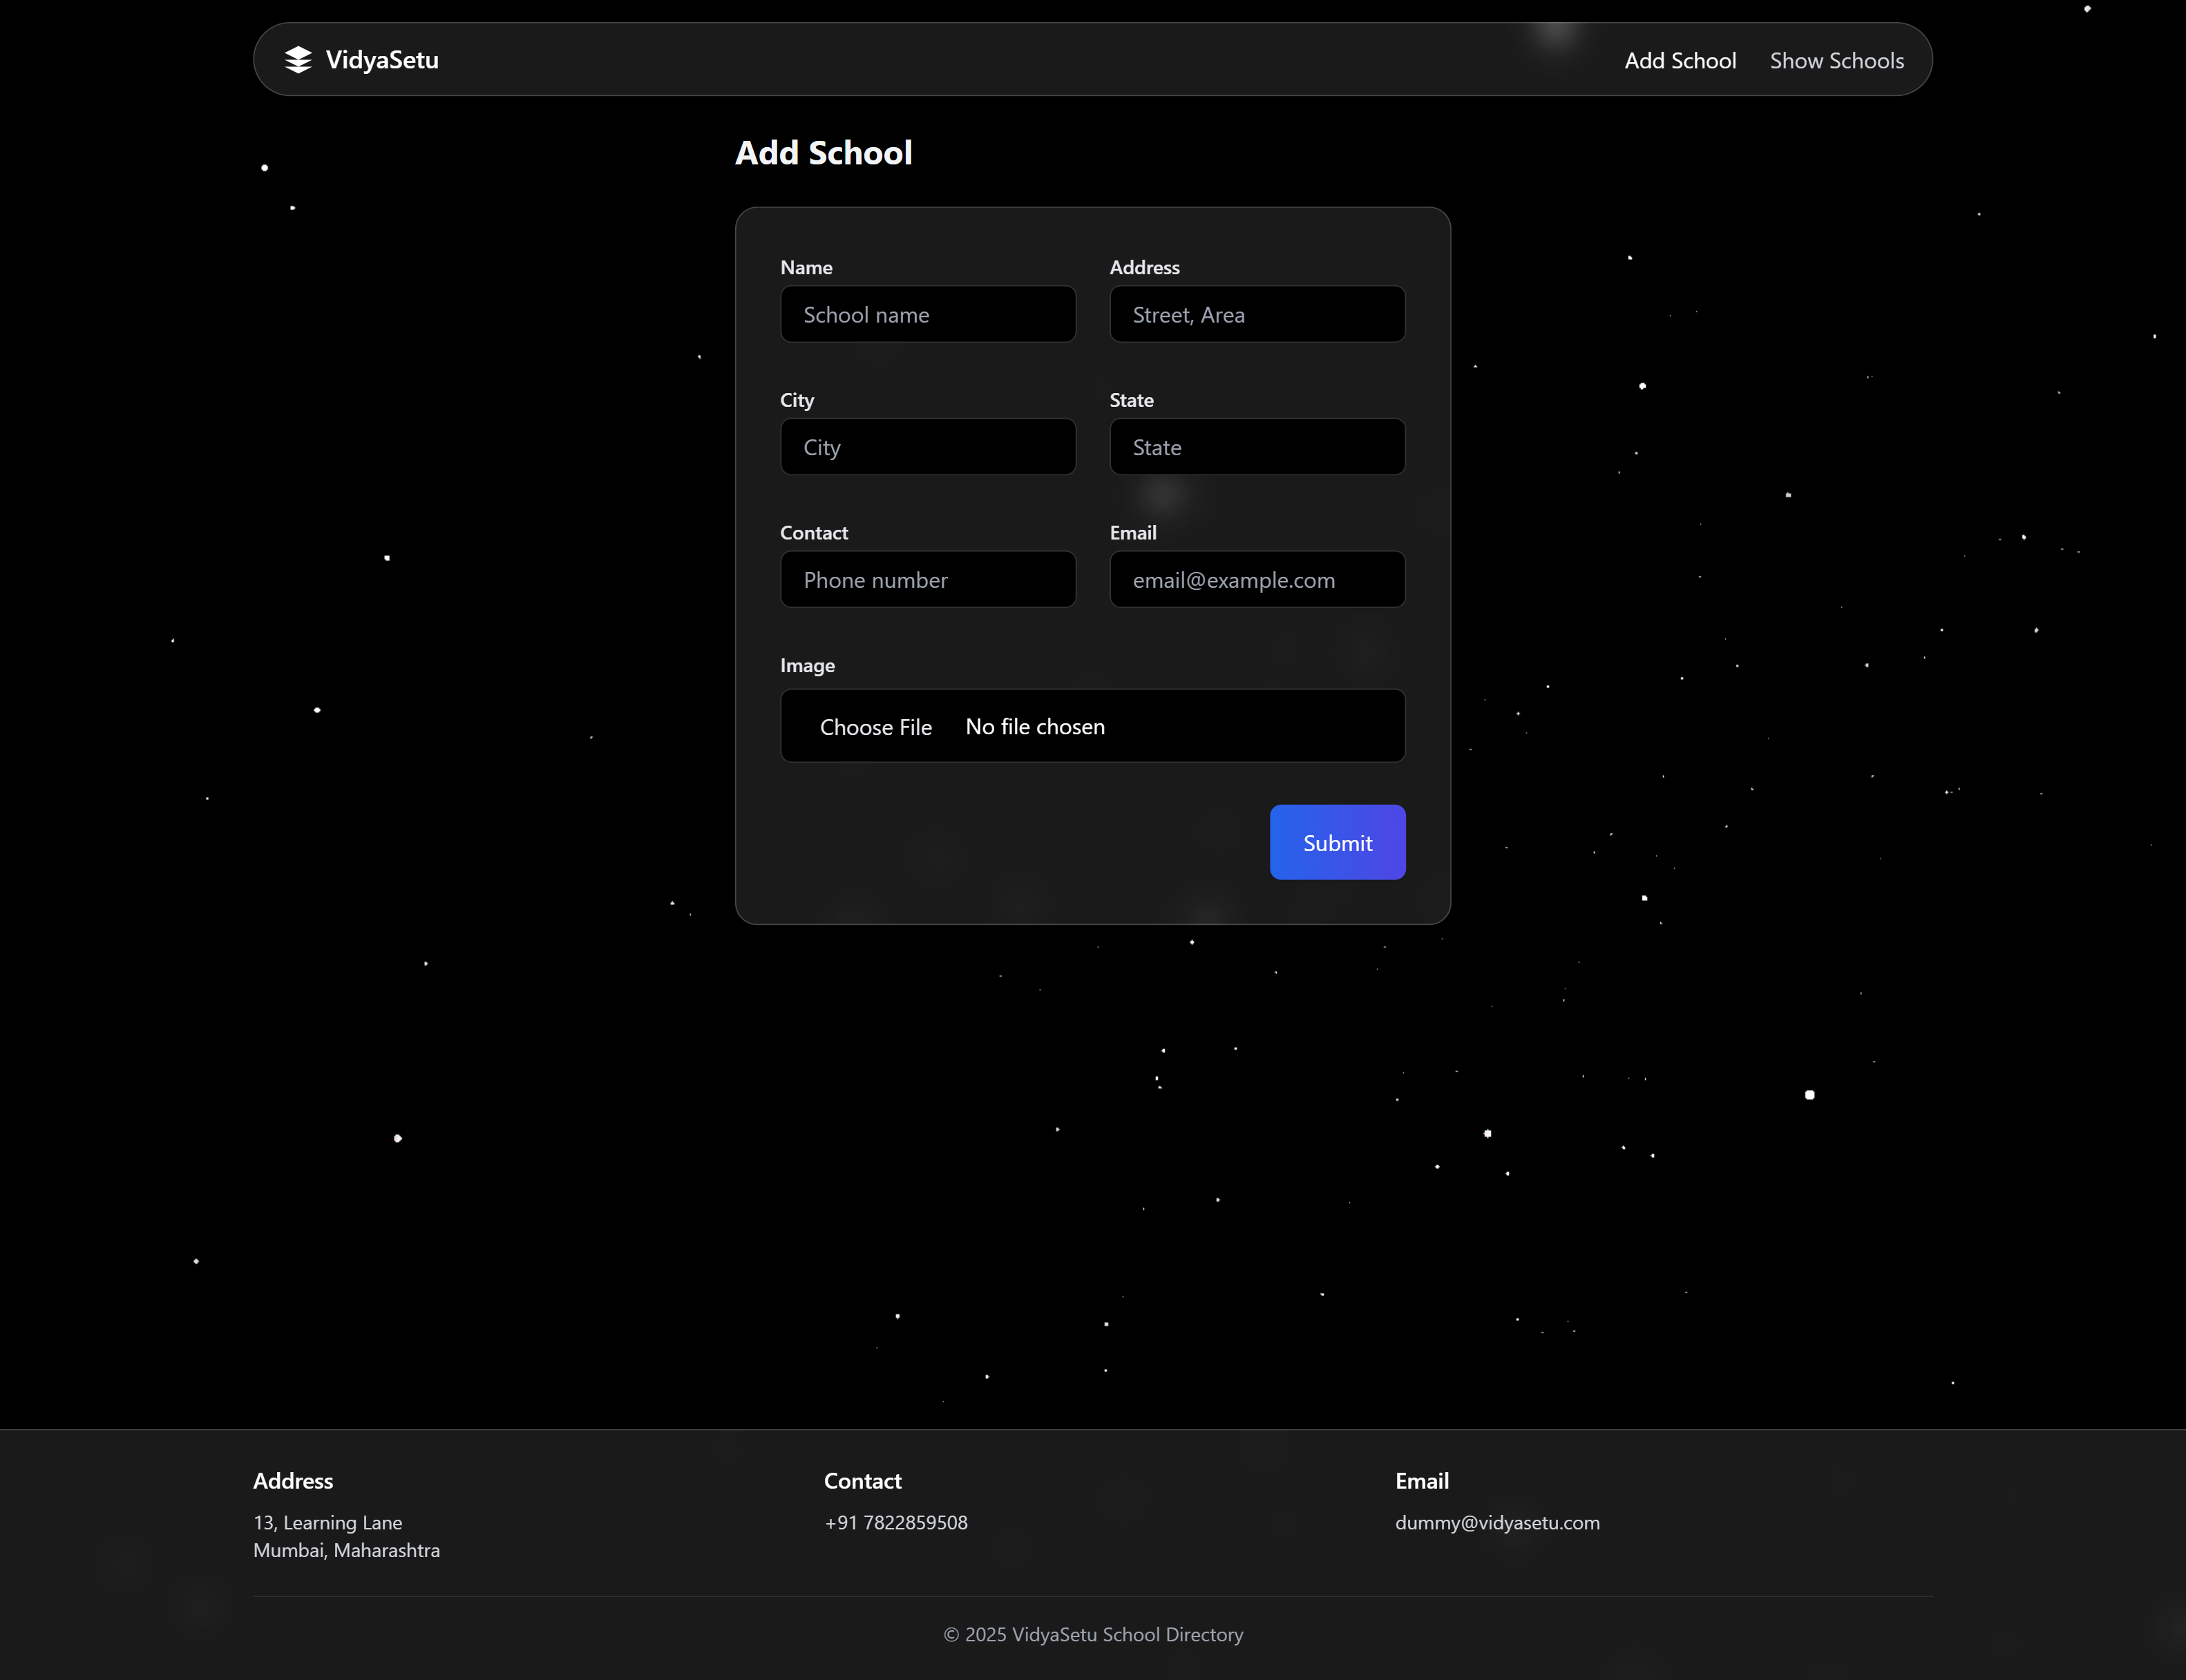 VidyaSetu
Add School Show Schools
Add School
Name Address
School name Street, Area
City State
City State
Contact Email
Phone number email@example.com
Image
Choose File No file chosen
Submit
Address Contact Email
13, Learning Lane +91 7822859508 dummy@vidyasetu.com
Mumbai, Maharashtra
© 2025 VidyaSetu School Directory